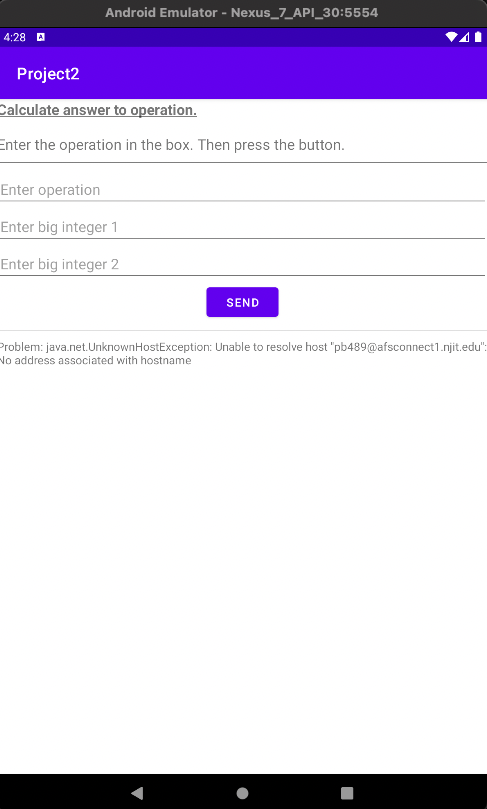 Android Emulator - Nexus_7_API_30:5554
4:28
Project2
Calculate answer to operation.
Enter the operation in the box. Then press the button.
Enter operation
Enter big integer 1
Enter big integer 2
SEND
Problem: java.net.UnknownHostException: Unable to resolve host "pb489@afsconnect1.njit.edu":
No address associated with hostname